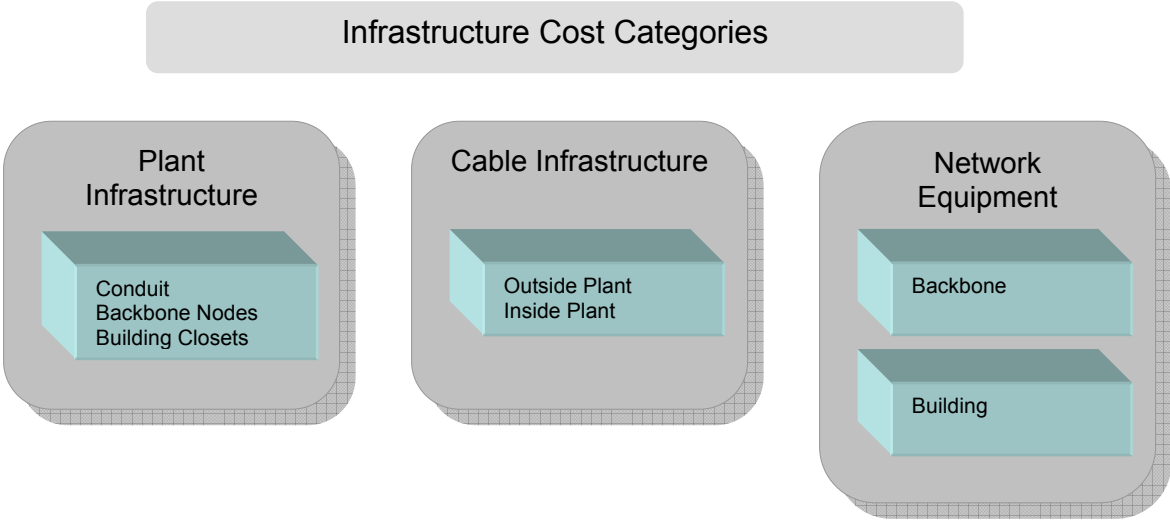 Infrastructure Cost Categories
Plant
Infrastructure
Conduit
Backbone Nodes
Building Closets
Cable Infrastructure
Outside Plant
Inside Plant
Network
Equipment
Backbone
Building